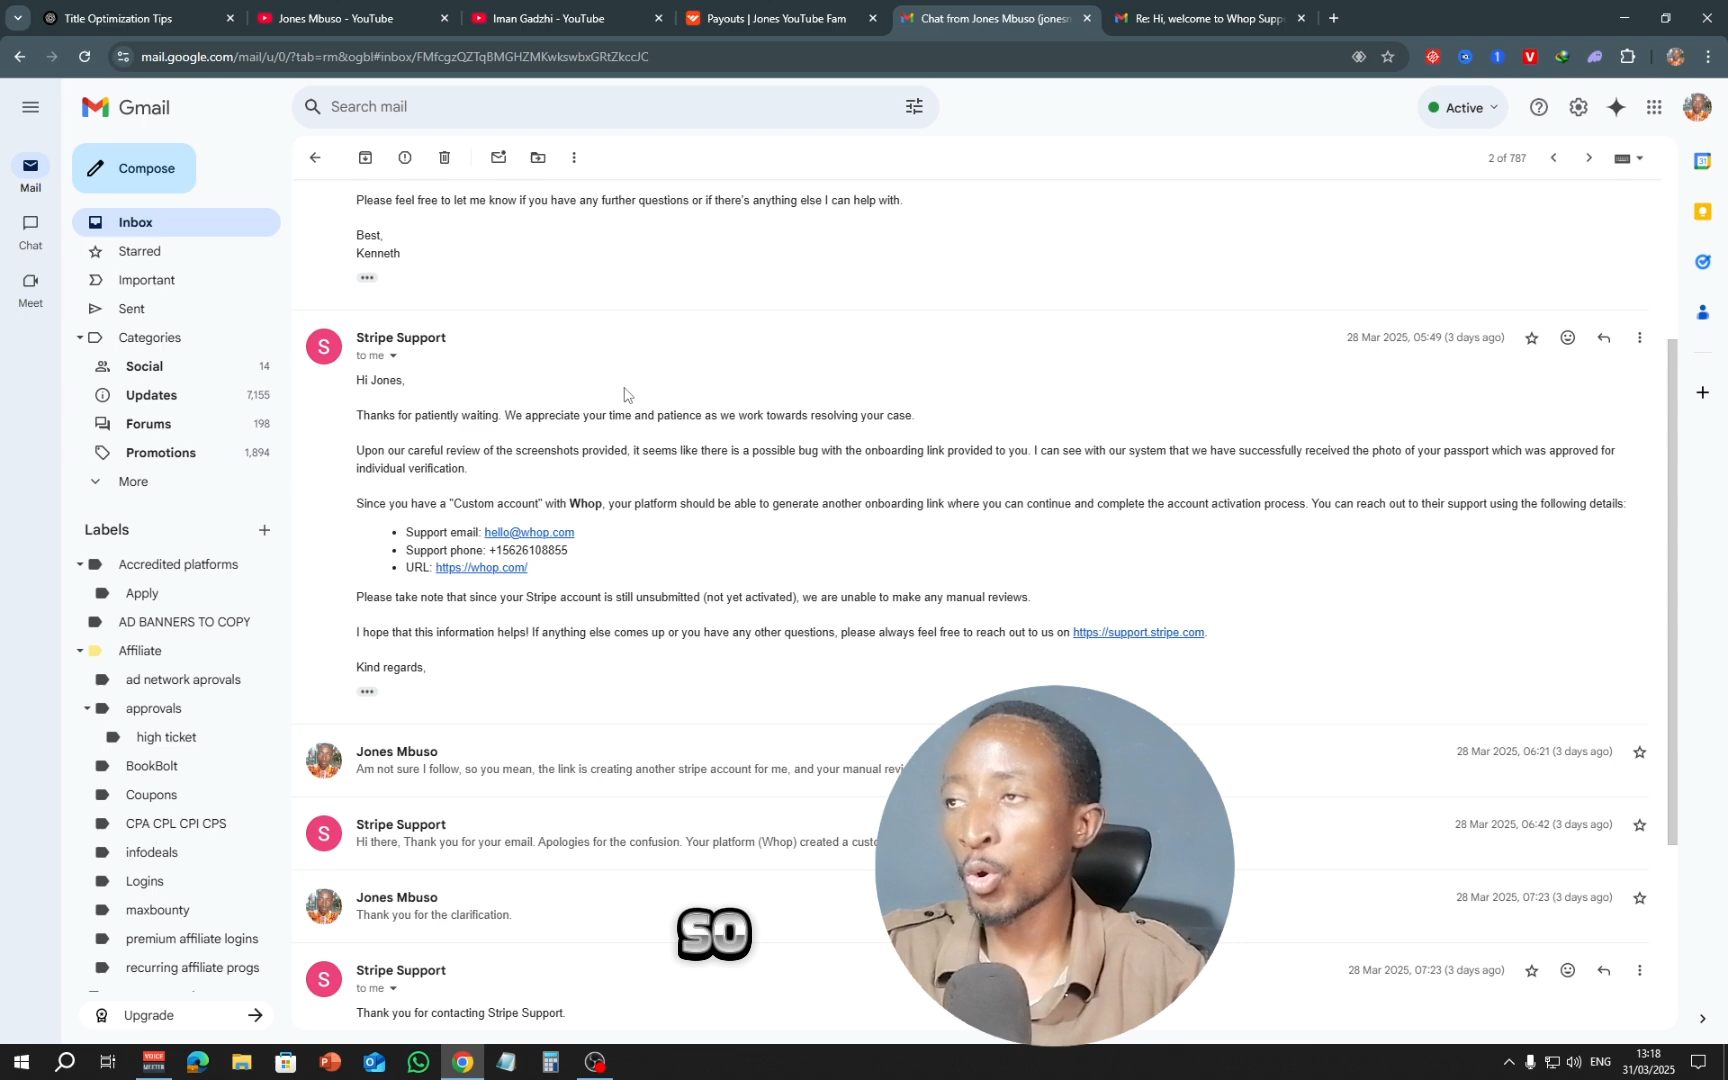 Title Optimization Tips
Jones Mbuso - YouTube
Iman Gadzhi - YouTube
Payouts | Jones YouTube Fam
Chat from Jones Mbuso (jonesm
Re: Hi, welcome to Whop Supp
mail.google.com/mail/u/0/?tab=rm&ogbl#inbox/FMfcgzQZTqBMGHZMKwkswbxGRtZkccJC
Gmail
Search mail
Active
Compose
2 of 787
Mail
Chat
Meet
Inbox
Starred
Important
Sent
Categories
Social 14
Updates 7,155
Forums 198
Promotions 1,894
More
Labels
Accredited platforms
Apply
AD BANNERS TO COPY
Affiliate
ad network aprovals
approvals
high ticket
BookBolt
Coupons
CPA CPL CPI CPS
infodeals
Logins
maxbounty
premium affiliate logins
recurring affiliate progs
Upgrade
Please feel free to let me know if you have any further questions or if there's anything else I can help with.
Best,
Kenneth
Stripe Support
28 Mar 2025, 05:49 (3 days ago)
to me
Hi Jones,
Thanks for patiently waiting. We appreciate your time and patience as we work towards resolving your case.
Upon our careful review of the screenshots provided, it seems like there is a possible bug with the onboarding link provided to you. I can see with our system that we have successfully received the photo of your passport which was approved for
individual verification.
Since you have a "Custom account" with Whop, your platform should be able to generate another onboarding link where you can continue and complete the account activation process. You can reach out to their support using the following details:
• Support email: hello@whop.com
• Support phone: +15626108855
• URL: https://whop.com/
Please take note that since your Stripe account is still unsubmitted (not yet activated), we are unable to make any manual reviews.
I hope that this information helps! If anything else comes up or you have any other questions, please always feel free to reach out to us on https://support.stripe.com.
Kind regards,
Jones Mbuso
28 Mar 2025, 06:21 (3 days ago)
Am not sure I follow, so you mean, the link is creating another stripe account for me, and your manual revi
Stripe Support
28 Mar 2025, 06:42 (3 days ago)
Hi there, Thank you for your email. Apologies for the confusion. Your platform (Whop) created a custo
Jones Mbuso
28 Mar 2025, 07:23 (3 days ago)
Thank you for the clarification.
SO
Stripe Support
28 Mar 2025, 07:23 (3 days ago)
to me
Thank you for contacting Stripe Support.
ENG
13:18
31/03/2025